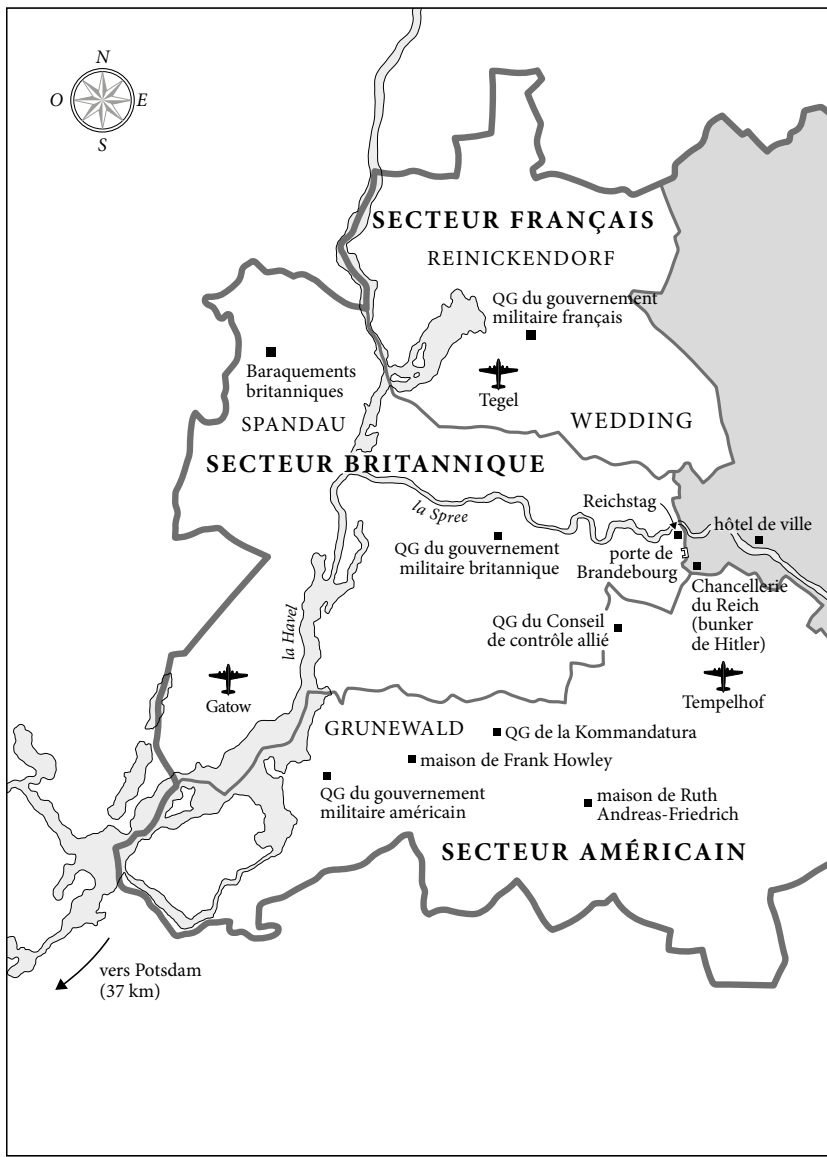 N
O
E
S
SECTEUR FRANÇAIS
REINICKENDORF
QG du gouvernement
militaire français
Baraquements
britanniques
Tegel
SPANDAU
WEDDING
SECTEUR BRITANNIQUE
la Spree
Reichstag
hôtel de ville
QG du gouvernement
militaire britannique
porte de
Brandebourg
Chancellerie
du Reich
(bunker
de Hitler)
QG du Conseil
de contrôle allié
la Havel
Gatow
Tempelhof
GRUNEWALD
QG de la Kommandatura
maison de Frank Howley
QG du gouvernement
militaire américain
maison de Ruth
Andreas-Friedrich
SECTEUR AMÉRICAIN
vers Potsdam
(37 km)